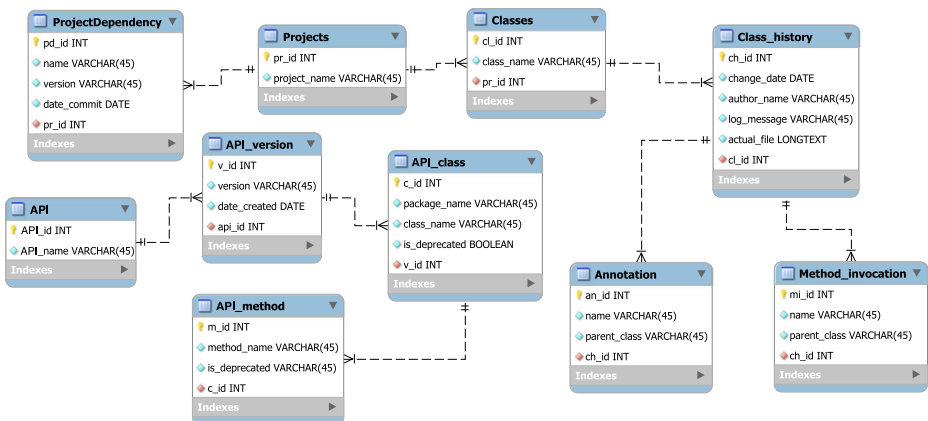 ProjectDependency
pd_id INT
name VARCHAR(45)
version VARCHAR(45)
date_commit DATE
pr_id INT
Indexes
Projects
pr_id INT
project_name VARCHAR(45)
Indexes
Classes
cl_id INT
class_name VARCHAR(45)
pr_id INT
Indexes
Class_history
ch_id INT
change_date DATE
author_name VARCHAR(45)
log_message VARCHAR(45)
actual_file LONGTEXT
cl_id INT
Indexes
API
API_id INT
API_name VARCHAR(45)
Indexes
API_version
v_id INT
version VARCHAR(45)
date_created DATE
api_id INT
Indexes
API_class
c_id INT
package_name VARCHAR(45)
class_name VARCHAR(45)
is_deprecated BOOLEAN
v_id INT
Indexes
API_method
m_id INT
method_name VARCHAR(45)
is_deprecated VARCHAR(45)
c_id INT
Indexes
Annotation
an_id INT
name VARCHAR(45)
parent_class VARCHAR(45)
ch_id INT
Indexes
Method_invocation
mi_id INT
name VARCHAR(45)
parent_class VARCHAR(45)
ch_id INT
Indexes